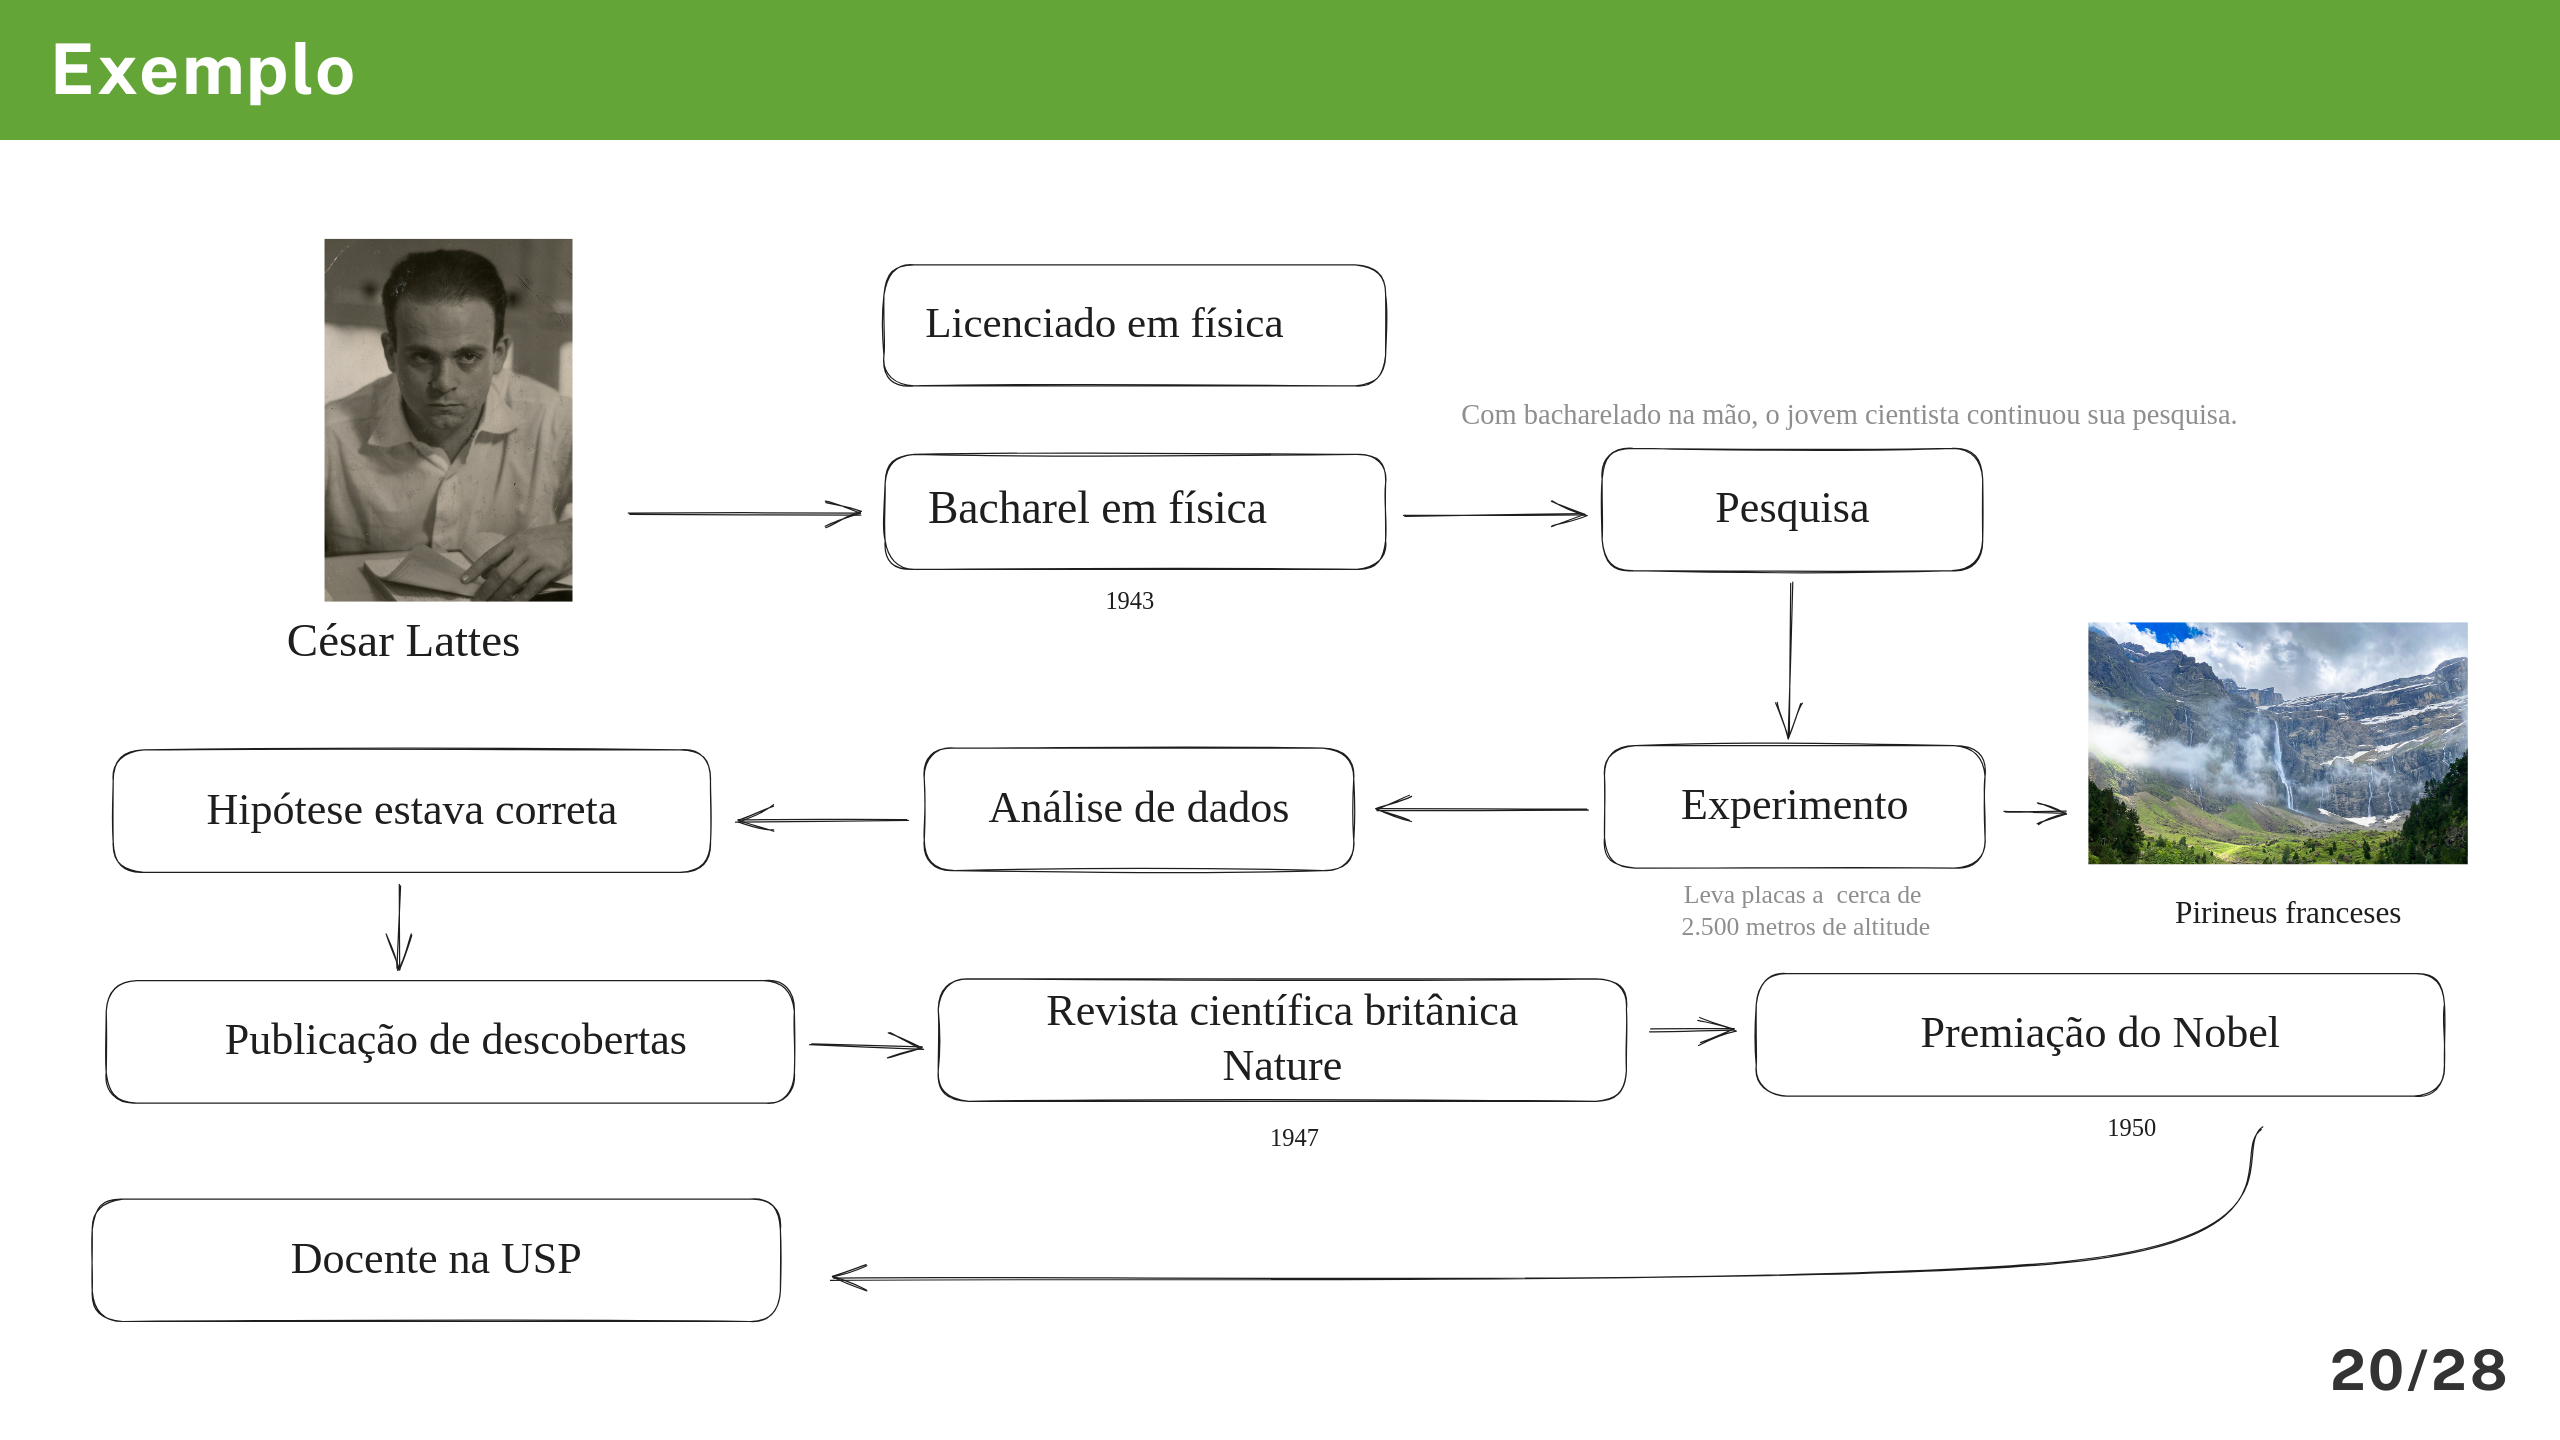 Exemplo
Licenciado em física
Com bacharelado na mão, o jovem cientista continuou sua pesquisa.
Bacharel em física
Pesquisa
1943
César Lattes
Hipótese estava correta
Análise de dados
Experimento
Leva placas a  cerca de
2.500 metros de altitude
Pirineus franceses
Publicação de descobertas
Revista científica britânica
Nature
Premiação do Nobel
1947
1950
Docente na USP
20/28